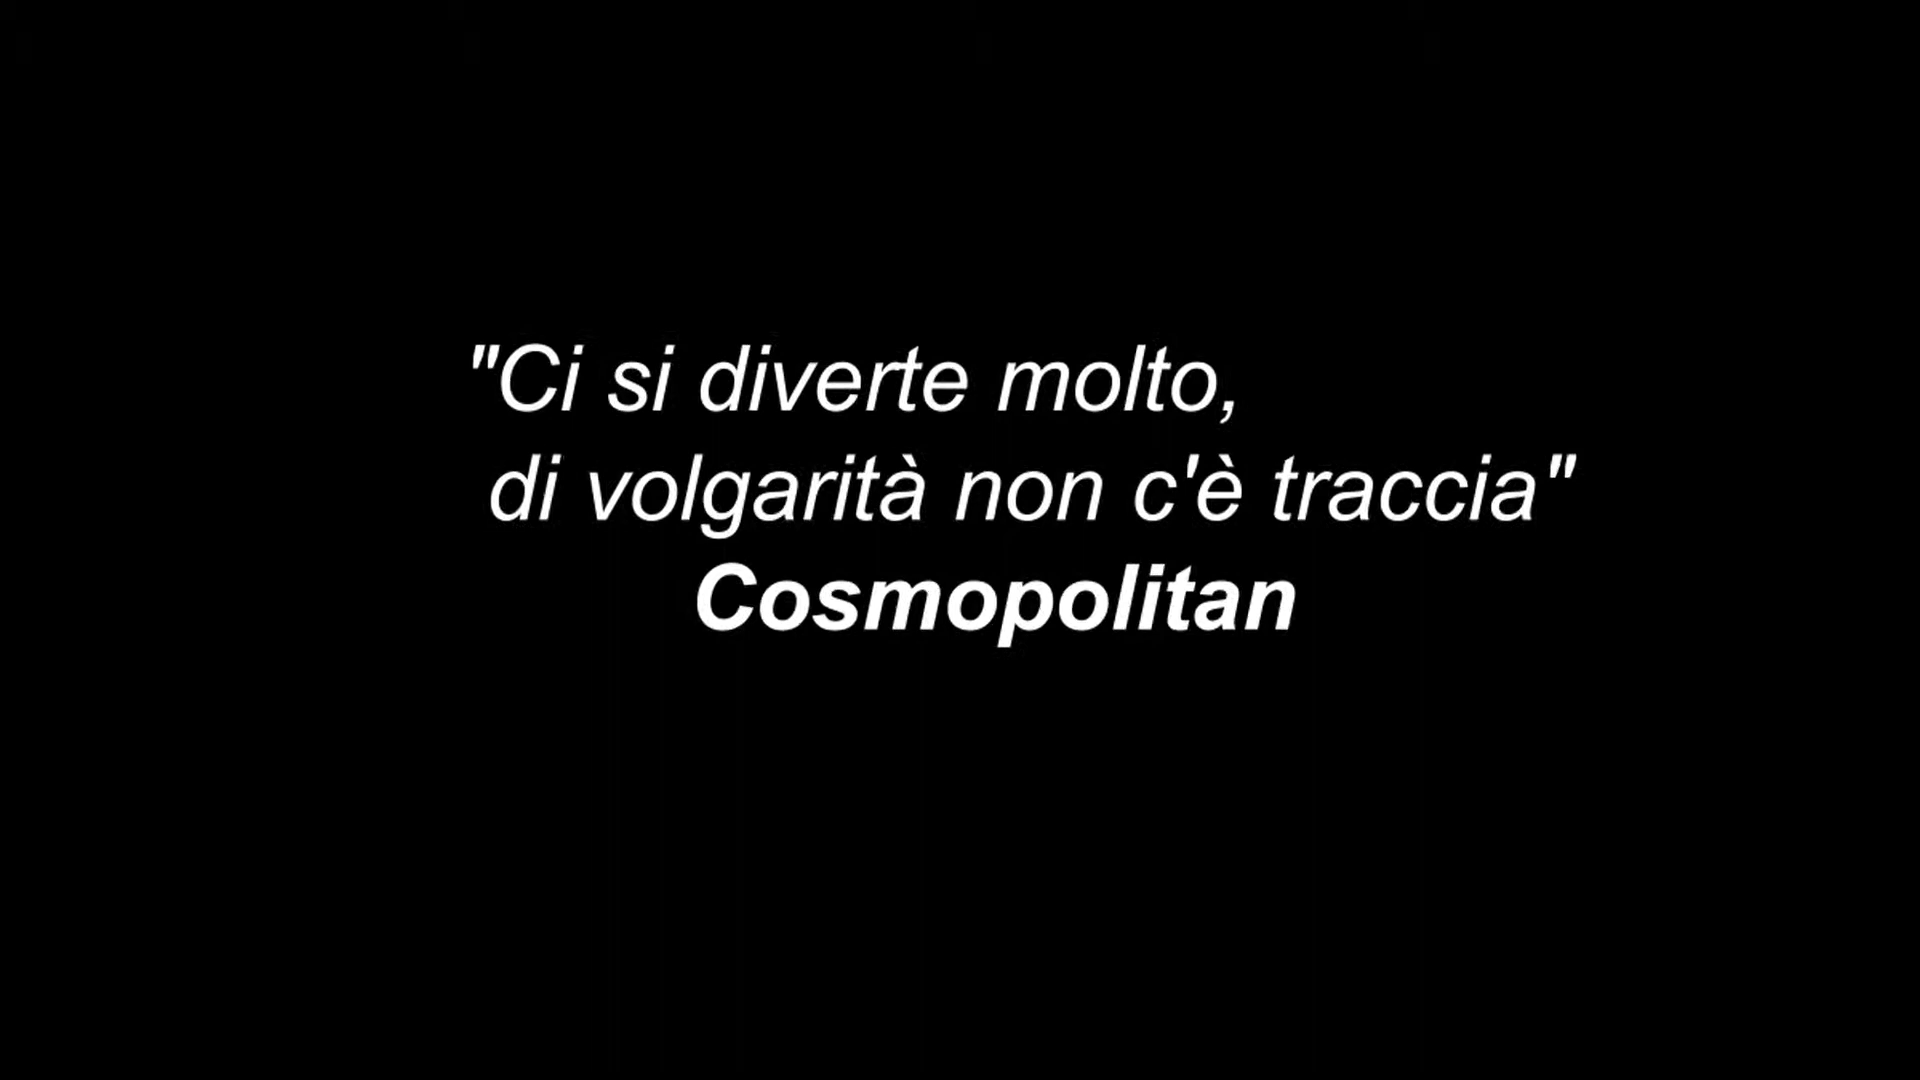 "Ci si diverte molto,
di volgarità non c'è traccia"
Cosmopolitan